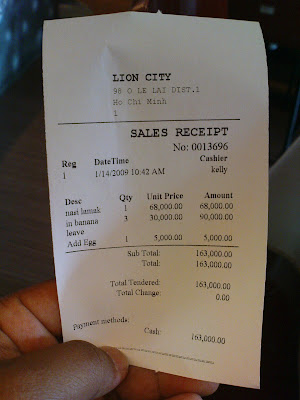 LION CITY
98 O LE LAI DIST.1
Ho Chi Minh
1
SALES RECEIPT
No: 0013696
Reg DateTime Cashier
1 1/14/2009 10:42 AM kelly
Desc Qty Unit Price Amount
nasi lamak 1 68,000.00 68,000.00
in banana 3 30,000.00 90,000.00
leave
Add Egg 1 5,000.00 5,000.00
Sub Total: 163,000.00
Total: 163,000.00
Total Tendered: 163,000.00
Total Change: 0.00
Payment methods:
Cash: 163,000.00